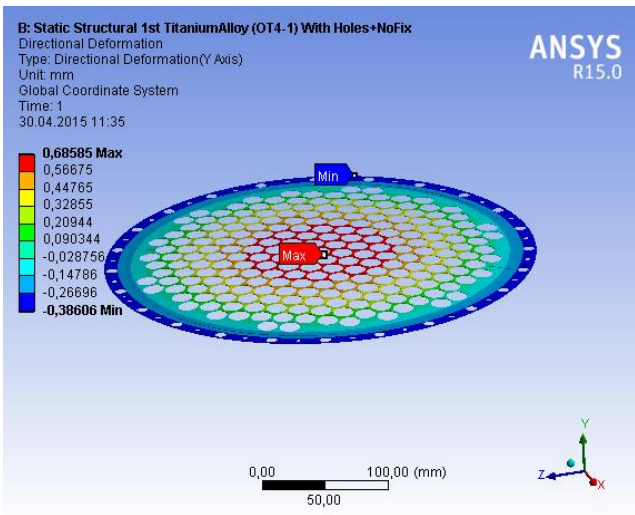 B: Static Structural 1st TitaniumAlloy (OT4-1) With Holes+NoFix
Directional Deformation
Type: Directional Deformation(Y Axis)
Unit: mm
Global Coordinate System
Time: 1
30.04.2015 11:35
ANSYS
R15.0
0,68585 Max
0,56675
0,44765
0,32855
0,20944
0,090344
-0,028756
-0,14786
-0,26696
-0,38606 Min
Min
Max
0,00 100,00 (mm)
50,00
Y
Z
X